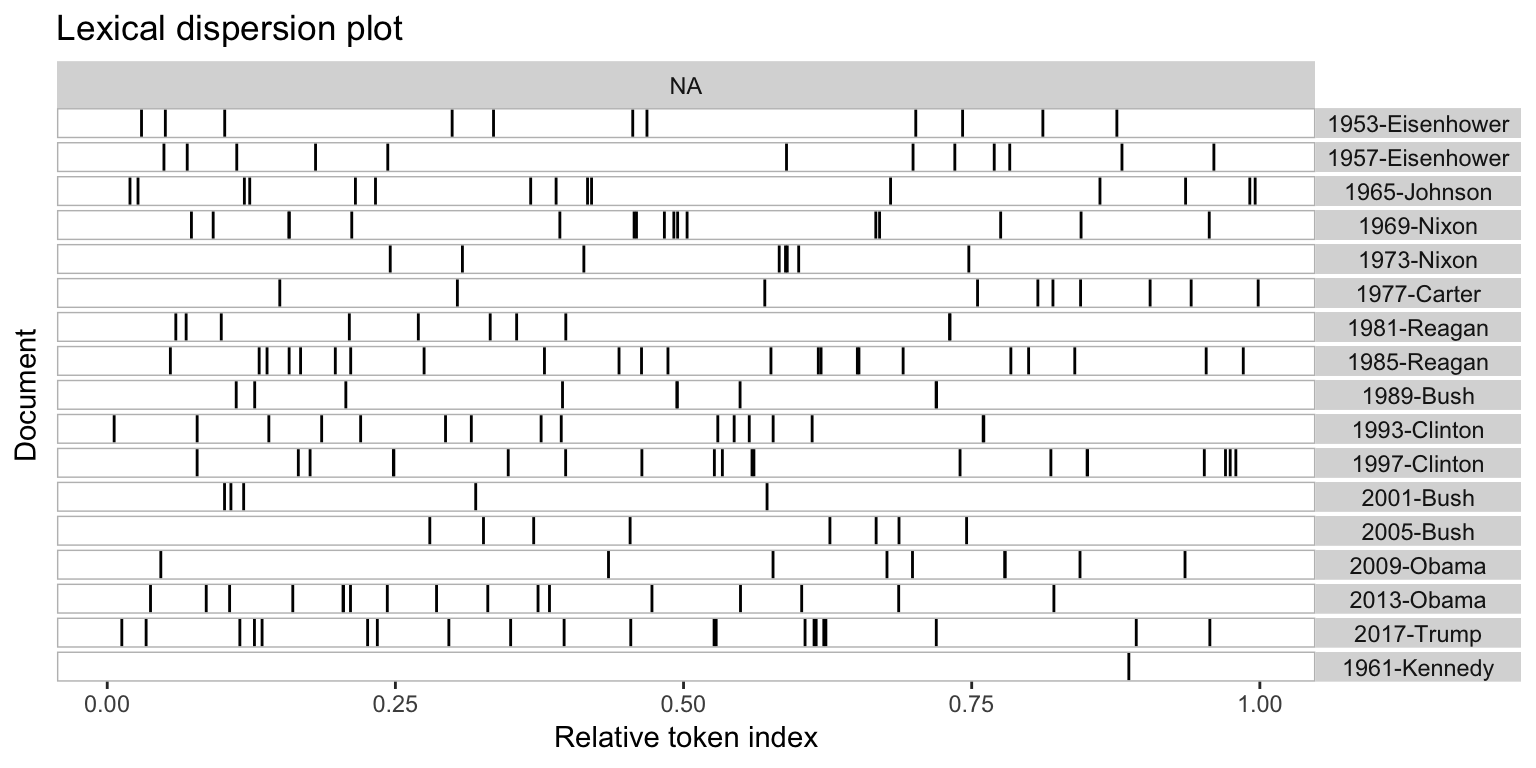 Lexical dispersion plot
NA
1953-Eisenhower
1957-Eisenhower
1965-Johnson
1969-Nixon
1973-Nixon
1977-Carter
1981-Reagan
1985-Reagan
1989-Bush
1993-Clinton
1997-Clinton
2001-Bush
2005-Bush
2009-Obama
2013-Obama
2017-Trump
1961-Kennedy
Document
0.00 0.25 0.50 0.75 1.00
Relative token index